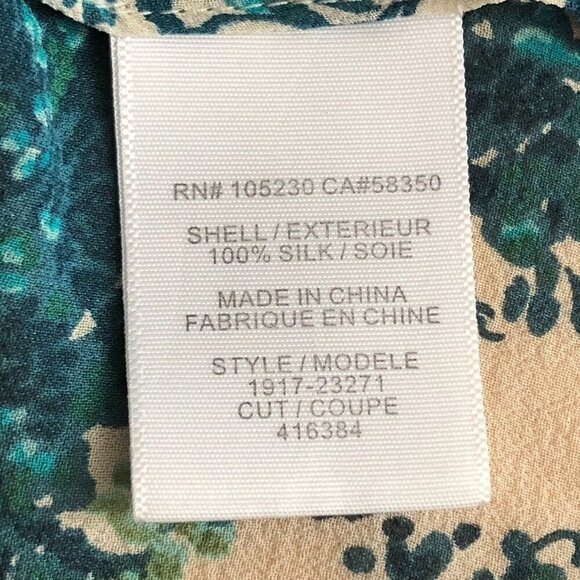 RN# 105230 CA#58350
SHELL / EXTERIEUR
100% SILK / SOIE
MADE IN CHINA
FABRIQUE EN CHINE
STYLE / MODELE
1917-23271
CUT / COUPE
416384